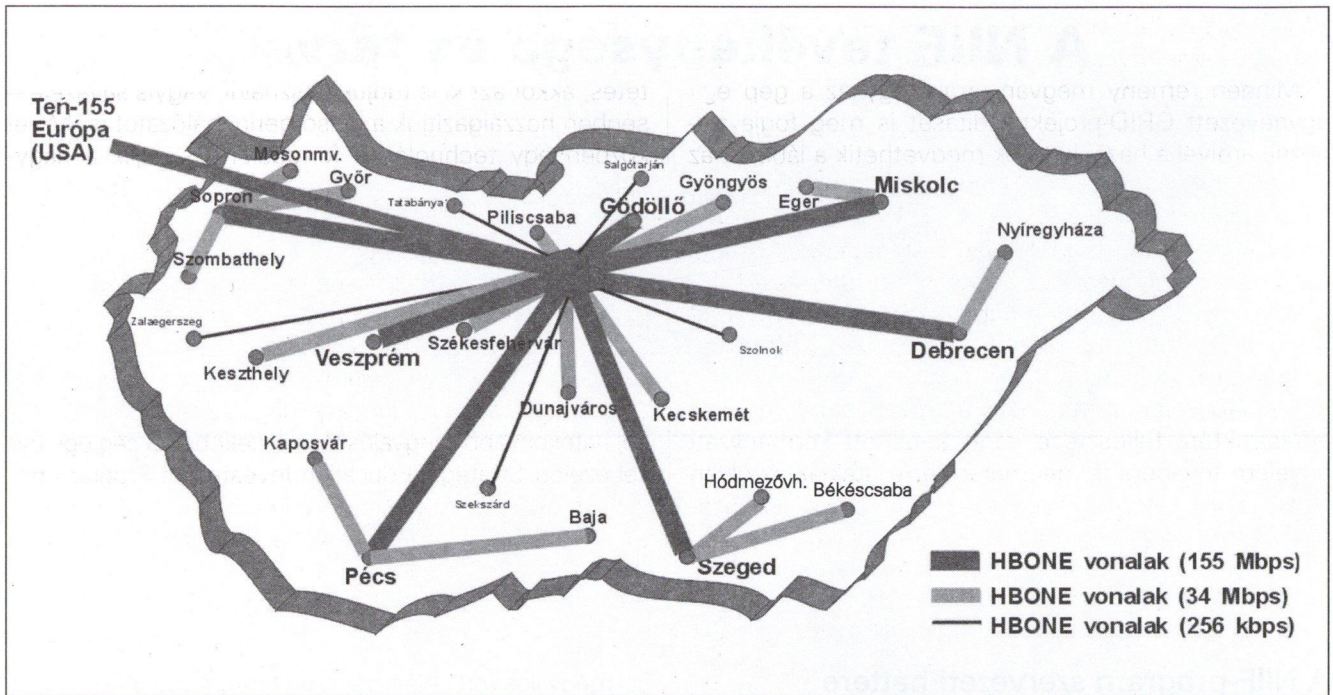 Ten-155
Európa
(USA)
Mosonmv.
Győr
Sopron
Szombathely
Tatabánya
Piliscsaba
Salgótarján
Gödöllő
Gyöngyös
Eger
Miskolc
Nyíregyháza
Zalaegerszeg
Keszthely
Veszprém
Székesfehérvár
Dunajváros
Kecskemét
Szolnok
Debrecen
Kaposvár
Szekszárd
Baja
Pécs
Hódmezővh.
Békéscsaba
Szeged
HBONE vonalak (155 Mbps)
HBONE vonalak (34 Mbps)
HBONE vonalak (256 kbps)